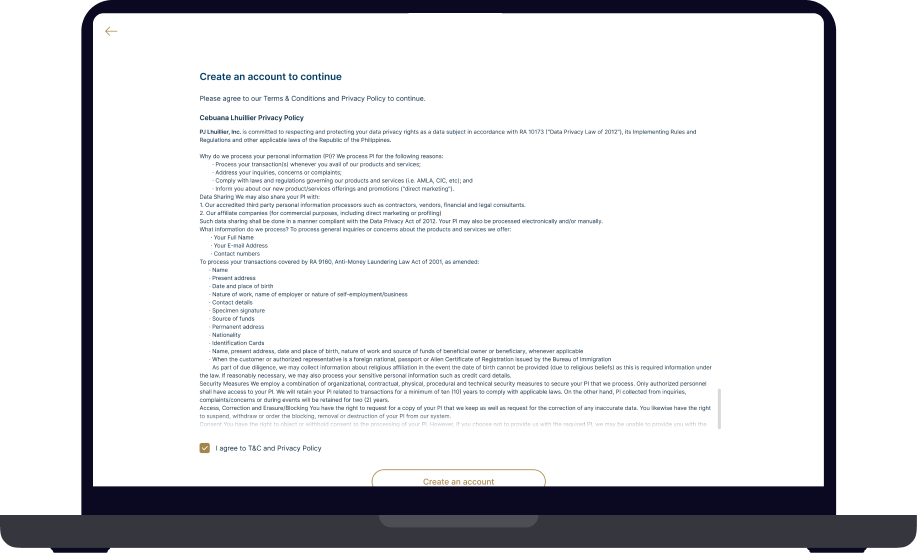 Create an account to continue
Please agree to our Terms & Conditions and Privacy Policy to continue.
Cebuana Lhuillier Privacy Policy
PJ Lhuillier, Inc. is committed to respecting and protecting your data privacy rights as a data subject in accordance with RA 10173 ("Data Privacy Law of 2012"), its Implementing Rules and
Regulations and other applicable laws of the Republic of the Philippines.
Why do we process your personal information (PI)? We process PI for the following reasons:
· Process your transaction(s) whenever you avail of our products and services;
· Address your inquiries, concerns or complaints;
· Comply with laws and regulations governing our products and services (i.e. AMLA, CIC, etc); and
· Inform you about our new product/services offerings and promotions ("direct marketing").
Data Sharing We may also share your PI with:
1. Our accredited third party personal information processors such as contractors, vendors, financial and legal consultants.
2. Our affiliate companies (for commercial purposes, including direct marketing or profiling)
Such data sharing shall be done in a manner compliant with the Data Privacy Act of 2012. Your PI may also be processed electronically and/or manually.
What information do we process? To process general inquiries or concerns about the products and services we offer:
· Your Full Name
· Your E-mail Address
· Contact numbers
To process your transactions covered by RA 9160, Anti-Money Laundering Law Act of 2001, as amended:
· Name
· Present address
· Date and place of birth
· Nature of work, name of employer or nature of self-employment/business
· Contact details
· Specimen signature
· Source of funds
· Permanent address
· Nationality
· Identification Cards
· Name, present address, date and place of birth, nature of work and source of funds of beneficial owner or beneficiary, whenever applicable
· When the customer or authorized representative is a foreign national, passport or Alien Certificate of Registration issued by the Bureau of Immigration
As part of due diligence, we may collect information about religious affiliation in the event the date of birth cannot be provided (due to religious beliefs) as this is required information under
the law. If reasonably necessary, we may also process your sensitive personal information such as credit card details.
Security Measures We employ a combination of organizational, contractual, physical, procedural and technical security measures to secure your PI that we process. Only authorized personnel
shall have access to your PI. We will retain your PI related to transactions for a minimum of ten (10) years to comply with applicable laws. On the other hand, PI collected from inquiries,
complaints/concerns or during events will be retained for two (2) years.
Access, Correction and Erasure/Blocking You have the right to request for a copy of your PI that we keep as well as request for the correction of any inaccurate data. You likewise have the right
to suspend, withdraw or order the blocking, removal or destruction of your PI from our system.
Consent You have the right to object or withhold consent to the processing of your PI. However, if you choose not to provide us with the required PI, we may be unable to provide you with the
I agree to T&C and Privacy Policy
Create an account